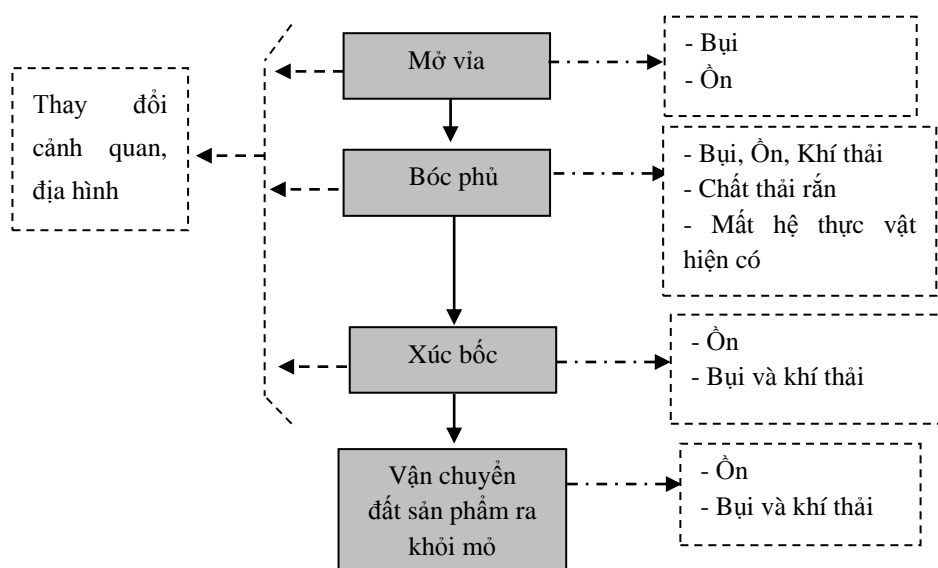 Mở vỉa
- Bụi
- Ồn
Thay đổi
cảnh quan,
địa hình
Bóc phủ
- Bụi, Ồn, Khí thải
- Chất thải rắn
- Mất hệ thực vật
hiện có
Xúc bốc
- Ồn
- Bụi và khí thải
Vận chuyển
đất sản phẩm ra
khỏi mỏ
- Ồn
- Bụi và khí thải